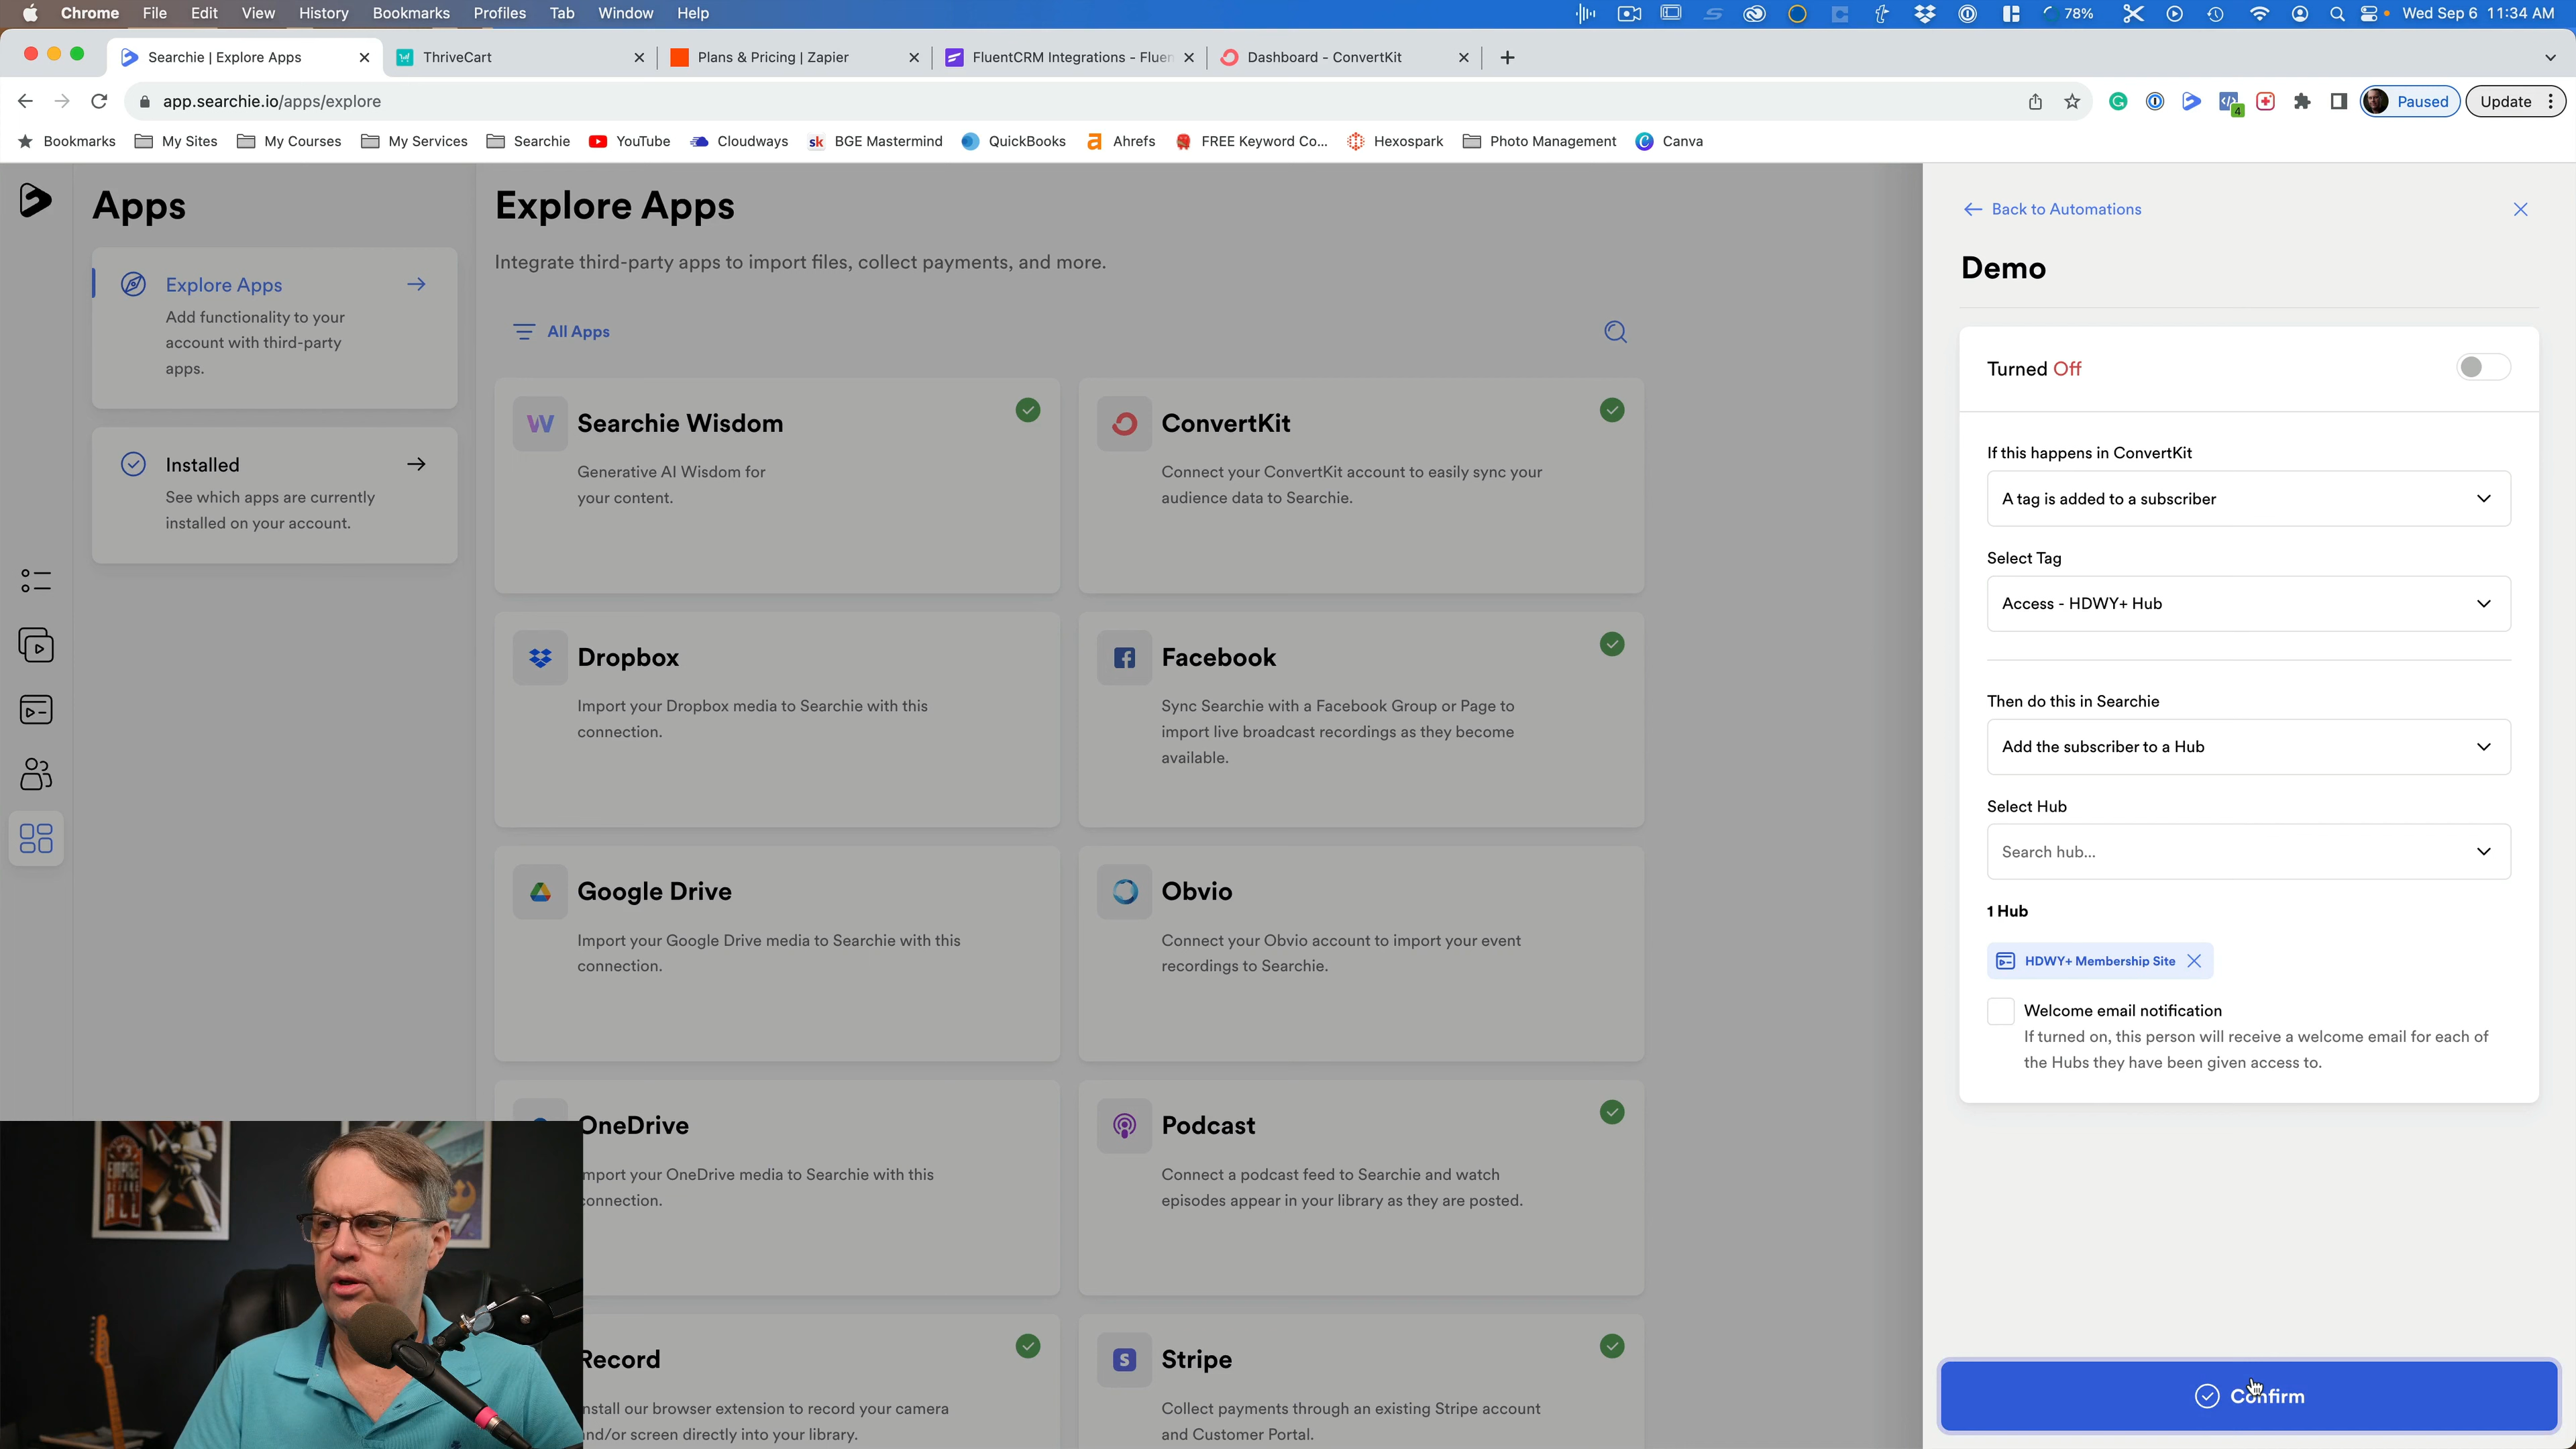 Chrome File Edit View History Bookmarks Profiles Tab Window Help
78% Wed Sep 6 11:34 AM
Searchie | Explore Apps
ThriveCart
Plans & Pricing | Zapier
FluentCRM Integrations - Fluen
Dashboard - ConvertKit
app.searchie.io/apps/explore
4
Paused
Update
Bookmarks My Sites My Courses My Services Searchie YouTube Cloudways sk BGE Mastermind QuickBooks Ahrefs FREE Keyword Co... Hexospark Photo Management Canva
Apps
Explore Apps
Add functionality to your
account with third-party
apps.
Installed
See which apps are currently
installed on your account.
Explore Apps
Integrate third-party apps to import files, collect payments, and more.
All Apps
Searchie Wisdom
Generative AI Wisdom for
your content.
ConvertKit
Connect your ConvertKit account to easily sync your
audience data to Searchie.
Dropbox
Import your Dropbox media to Searchie with this
connection.
Facebook
Sync Searchie with a Facebook Group or Page to
import live broadcast recordings as they become
available.
Google Drive
Import your Google Drive media to Searchie with this
connection.
Obvio
Connect your Obvio account to import your event
recordings to Searchie.
OneDrive
mport your OneDrive media to Searchie with this
connection.
Podcast
Connect a podcast feed to Searchie and watch
episodes appear in your library as they are posted.
Record
nstall our browser extension to record your camera
and/or screen directly into your library.
Stripe
Collect payments through an existing Stripe account
and Customer Portal.
Back to Automations
Demo
Turned Off
If this happens in ConvertKit
A tag is added to a subscriber
Select Tag
Access - HDWY+ Hub
Then do this in Searchie
Add the subscriber to a Hub
Select Hub
Search hub...
1 Hub
HDWY+ Membership Site
Welcome email notification
If turned on, this person will receive a welcome email for each of
the Hubs they have been given access to.
Confirm